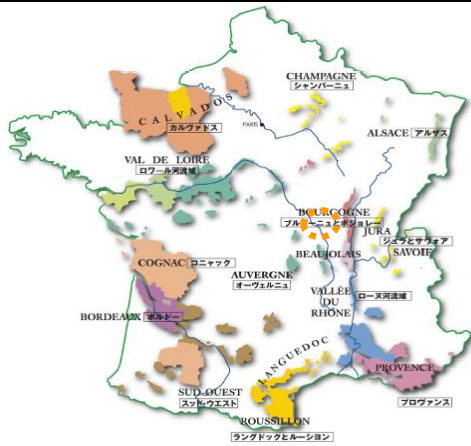 CHAMPAGNE
シャンパーニュ
CALVADOS
カルヴァドス
PARIS
ALSACE アルザス
VAL DE LOIRE
ロワール河流域
BOURGOGNE
ブルゴーニュとボジョレー
JURA
ジュラとサヴォア
SAVOIE
BEAUJOLAIS
COGNAC コニャック
AUVERGNE
オーヴェルニュ
VALLÉE
DU
RHÔNE
ローヌ河流域
BORDEAUX ボルドー
LANGUEDOC
PROVENCE
プロヴァンス
SUD-OUEST
スッド・ウエスト
ROUSSILLON
ラングドックとルーション